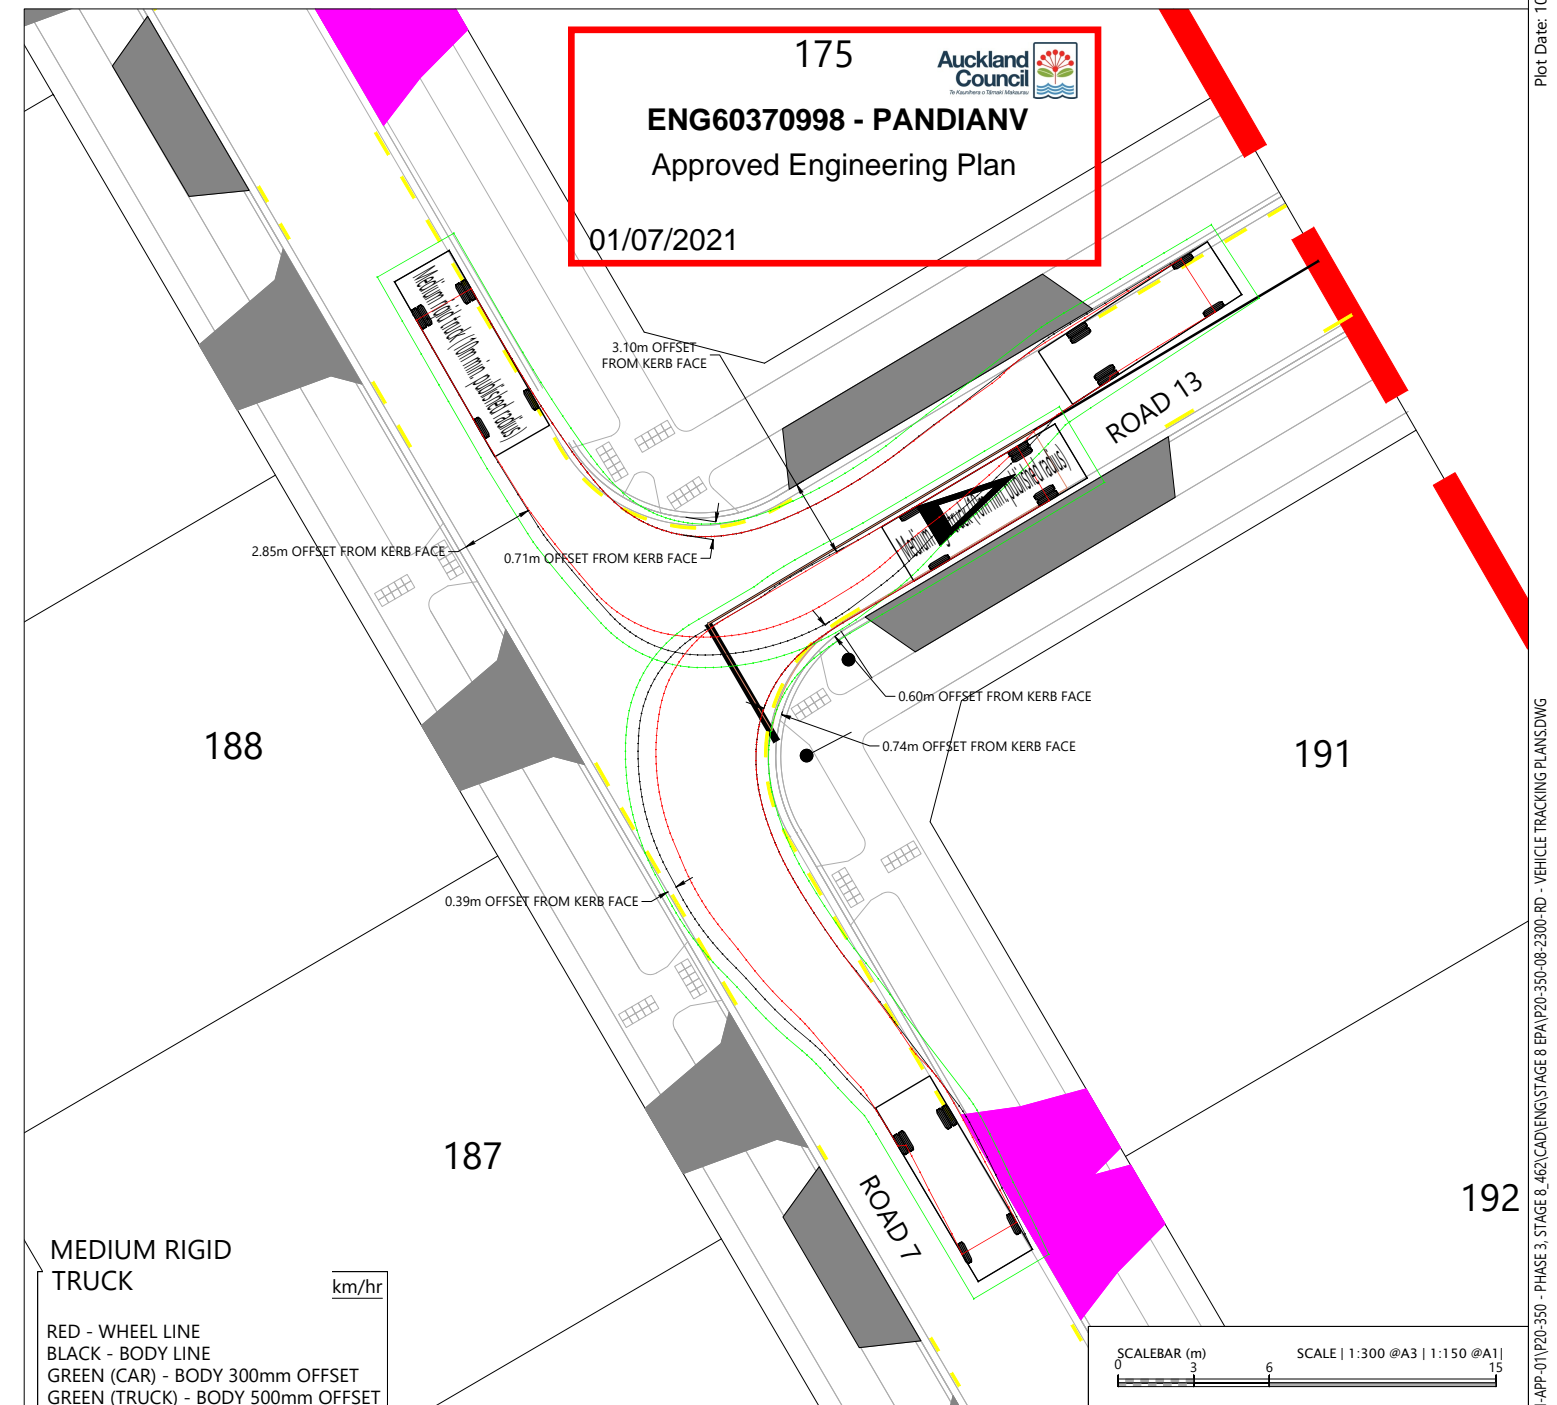 175
Auckland
Council
Te Kaunihera o Tāmaki Makaurau
ENG60370998 - PANDIANV
Approved Engineering Plan
01/07/2021
Plot Date: 10
Medium rigid truck (10m min. published radius)
3.10m OFFSET
FROM KERB FACE
ROAD 13
2.85m OFFSET FROM KERB FACE
0.71m OFFSET FROM KERB FACE
0.60m OFFSET FROM KERB FACE
0.74m OFFSET FROM KERB FACE
188
191
0.39m OFFSET FROM KERB FACE
187
ROAD 7
192
MEDIUM RIGID
TRUCK
km/hr
RED - WHEEL LINE
BLACK - BODY LINE
GREEN (CAR) - BODY 300mm OFFSET
GREEN (TRUCK) - BODY 500mm OFFSET
SCALEBAR (m)
SCALE | 1:300 @A3 | 1:150 @A1|
0 3 6 15
-APP-01\P20-350 - PHASE 3, STAGE 8_462\CAD\ENG\STAGE 8 EPA\P20-350-08-2300-RD - VEHICLE TRACKING PLANS.DWG